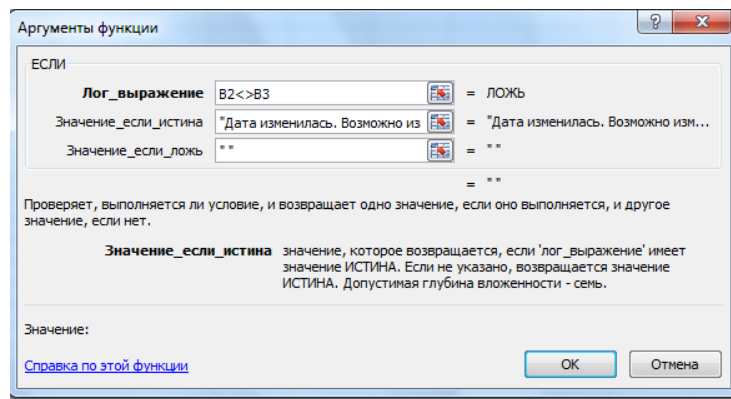 Аргументы функции
ЕСЛИ
Лог_выражение B2<>B3 = ЛОЖЬ
Значение_если_истина "Дата изменилась. Возможно из = "Дата изменилась. Возможно изм...
Значение_если_ложь " " = " "
= " "
Проверяет, выполняется ли условие, и возвращает одно значение, если оно выполняется, и другое
значение, если нет.
Значение_если_истина значение, которое возвращается, если 'лог_выражение' имеет
значение ИСТИНА. Если не указано, возвращается значение
ИСТИНА. Допустимая глубина вложенности - семь.
Значение:
Справка по этой функции OK Отмена